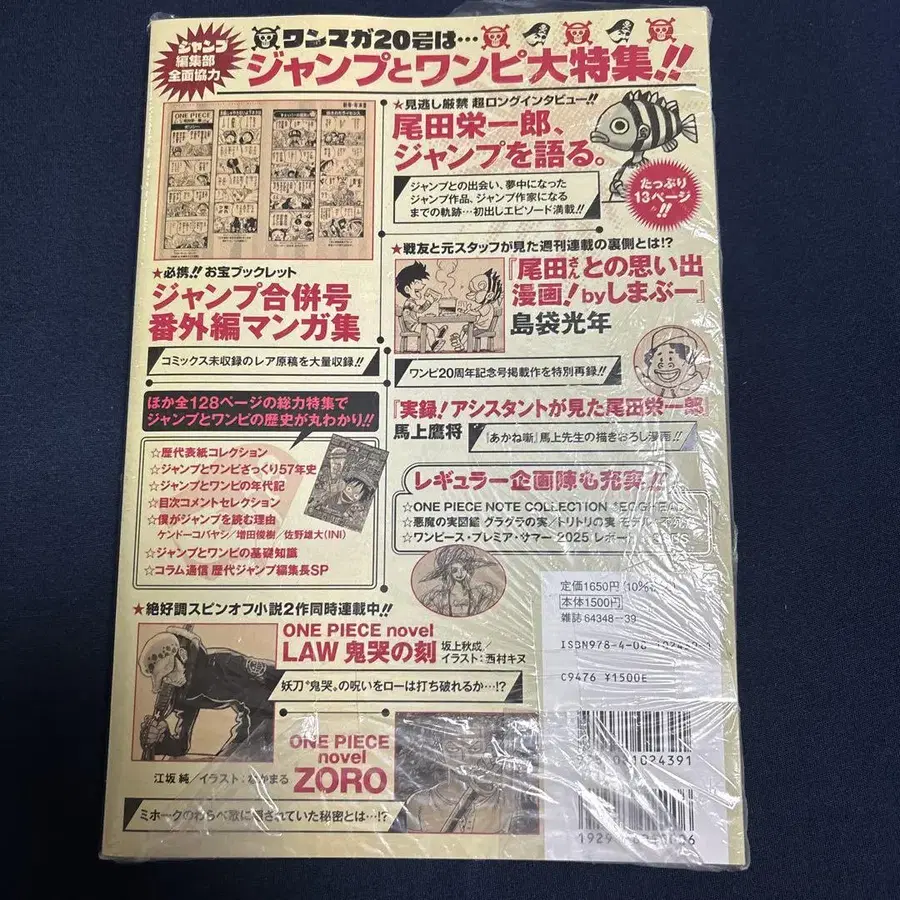 ジャンプ
編集部
全面協力
ワンマガ20号は…
ジャンプとワンピ大特集!!
ONE PIECE
★見逃し厳禁 超ロングインタビュー!!
尾田栄一郎、
ジャンプを語る。
ジャンプとの出会い、夢中になった
ジャンプ作品、ジャンプ作家になる
までの軌跡…初出しエピソード満載!!
たっぷり
13ページ
!!
★必携!! お宝ブックレット
ジャンプ合併号
番外編マンガ集
コミックス未収録のレア原稿を大量収録!!
★戦友と元スタッフが見た週刊連載の裏側とは!?
『尾田さんとの思い出
漫画!byしまぶー』
島袋光年
ワンピ20周年記念号掲載作を特別再録!!
『実録!アシスタントが見た尾田栄一郎』
馬上鷹将
『あかね噺』馬上先生の描きおろし漫画!!
ほか全128ページの総力特集で
ジャンプとワンピの歴史が丸わかり!!
☆歴代表紙コレクション
☆ジャンプとワンピざっくり57年史
☆ジャンプとワンピの年代記
☆目次コメントセレクション
☆僕がジャンプを読む理由
ケンドーコバヤシ/増田俊樹/佐野雄大(INI)
☆ジャンプとワンピの基礎知識
☆コラム通信 歴代ジャンプ編集長SP
レギュラー企画陣も充実!!
☆ONE PIECE NOTE COLLECTION
☆悪魔の実図鑑 グラグラの実/トリトリの実
☆ワンピース・プレミア・サマー 2025 レポー
★絶好調スピンオフ小説2作同時連載中!!
ONE PIECE novel
LAW 鬼哭の刻
坂上秋成/
イラスト:西村キヌ
妖刀"鬼哭"の呪いをローは打ち破れるか…!?
ONE PIECE
novel
ZORO
江坂 純/イラスト:なかまる
ミホークのわらべ歌に隠されていた秘密とは…!?
定価1650円
本体1500円
雑誌 64348-39
ISBN978-4-08
C9476 ¥1500E